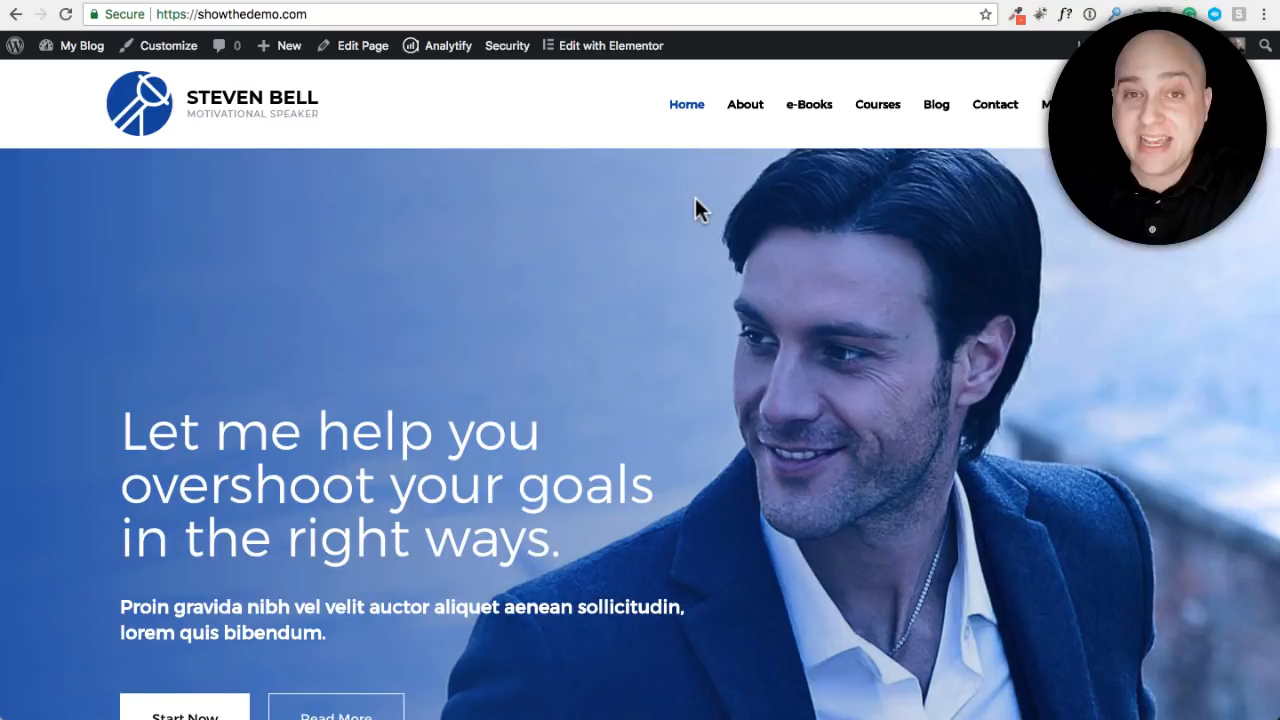 Secure https://showthedemo.com
My Blog Customize 0 New Edit Page Analytify Security Edit with Elementor
STEVEN BELL
MOTIVATIONAL SPEAKER
Home About e-Books Courses Blog Contact
Let me help you
overshoot your goals
in the right ways.
Proin gravida nibh vel velit auctor aliquet aenean sollicitudin,
lorem quis bibendum.
Start Now Read More